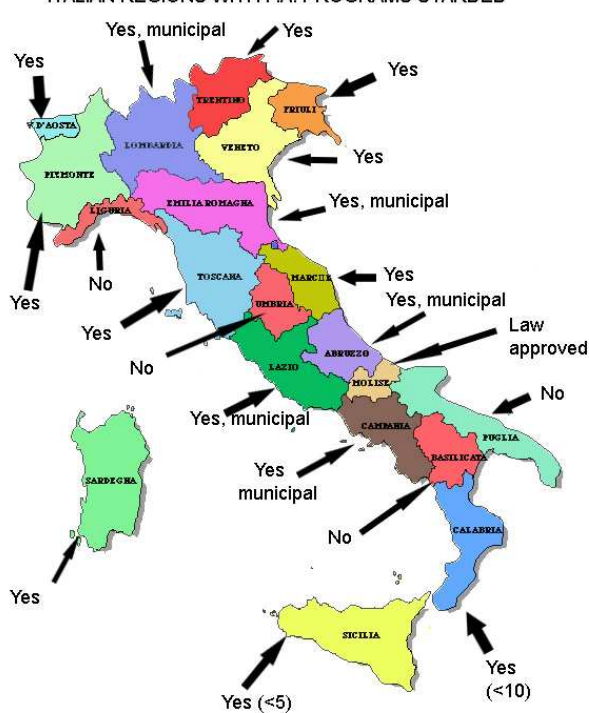 Yes, municipal
Yes
Yes
TRENTINO
Yes
FRIULI
V. D'AOSTA
LOMBARDIA
VENETO
Yes
PIEMONTE
EMILIA ROMAGNA
Yes, municipal
LIGURIA
No
TOSCANA
MARCHE
Yes
Yes
UMBRIA
Yes, municipal
Yes
ABRUZZO
Law
approved
No
LAZIO
MOLISE
No
Yes, municipal
CAMPANIA
PUGLIA
BASILICATA
Yes
municipal
SARDEGNA
CALABRIA
No
Yes
SICILIA
Yes
(<10)
Yes (<5)